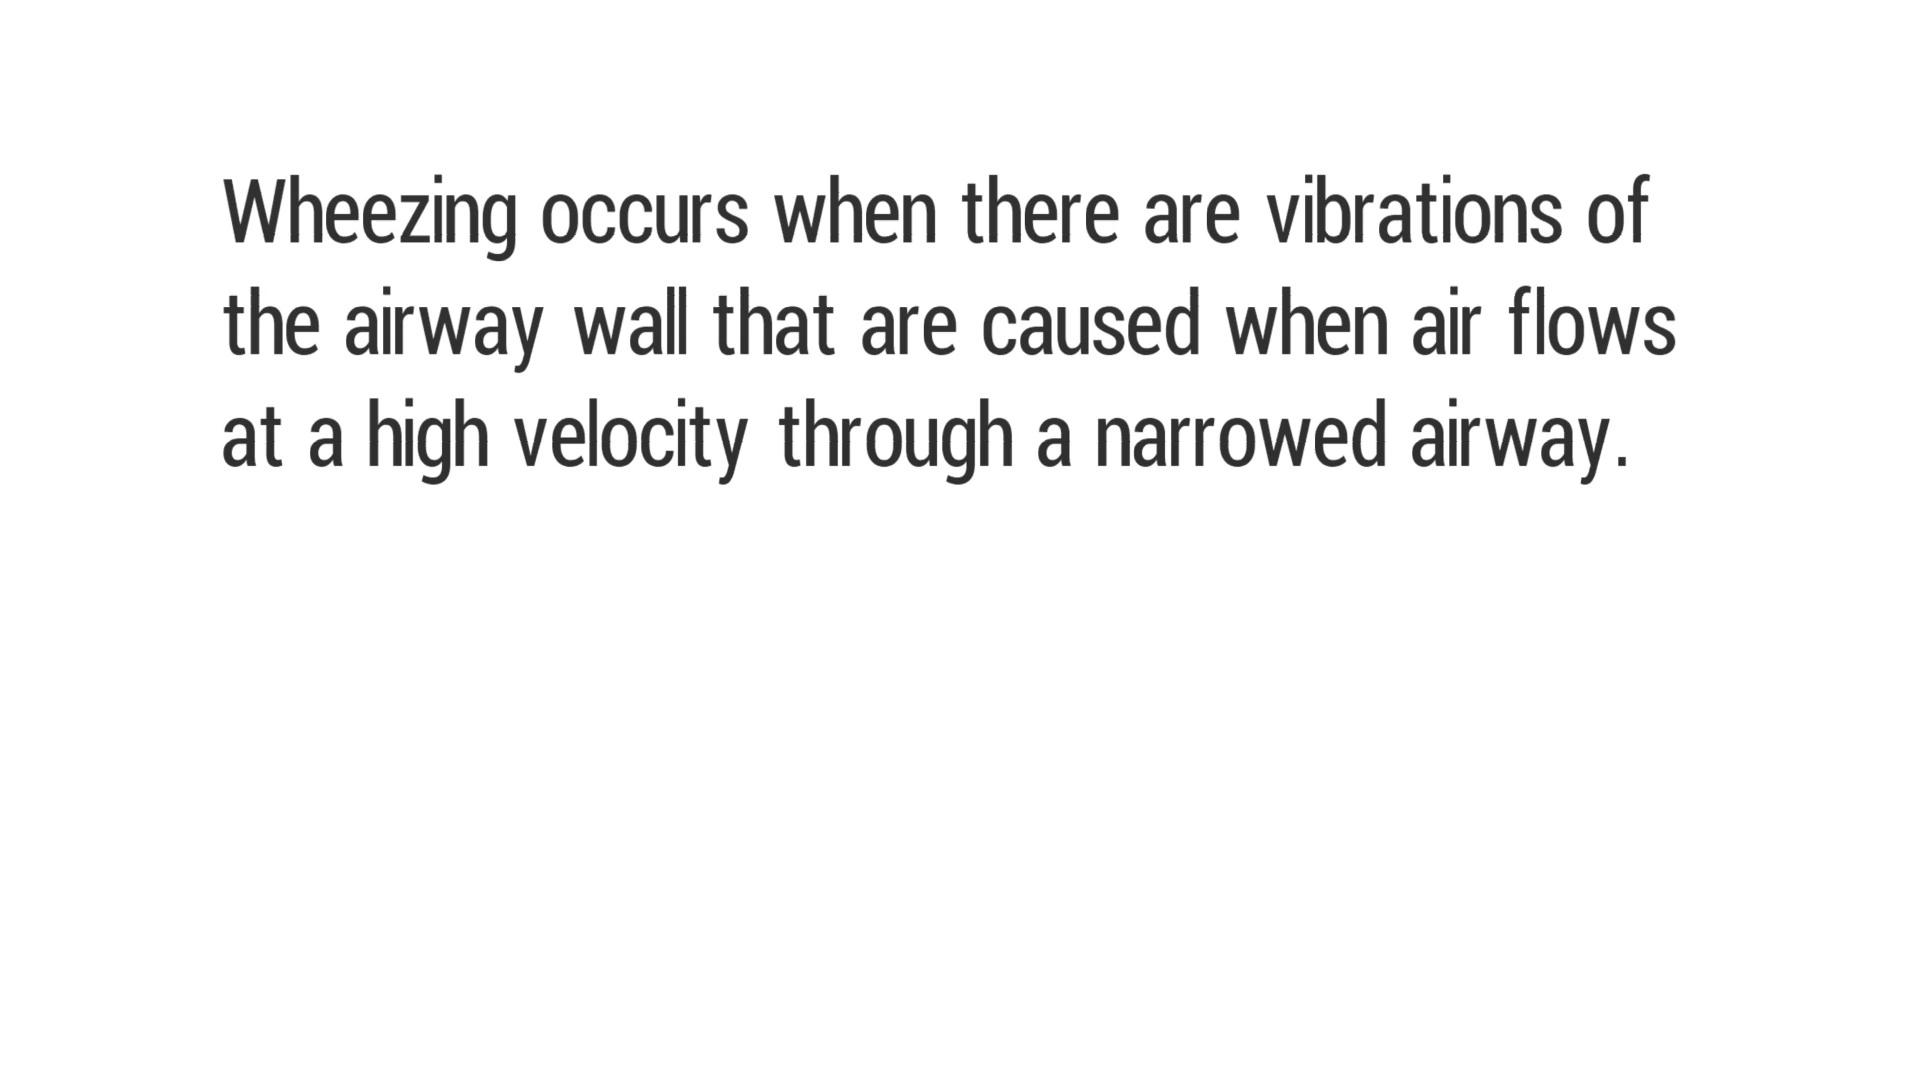 Wheezing occurs when there are vibrations of
the airway wall that are caused when air flows
at a high velocity through a narrowed airway.